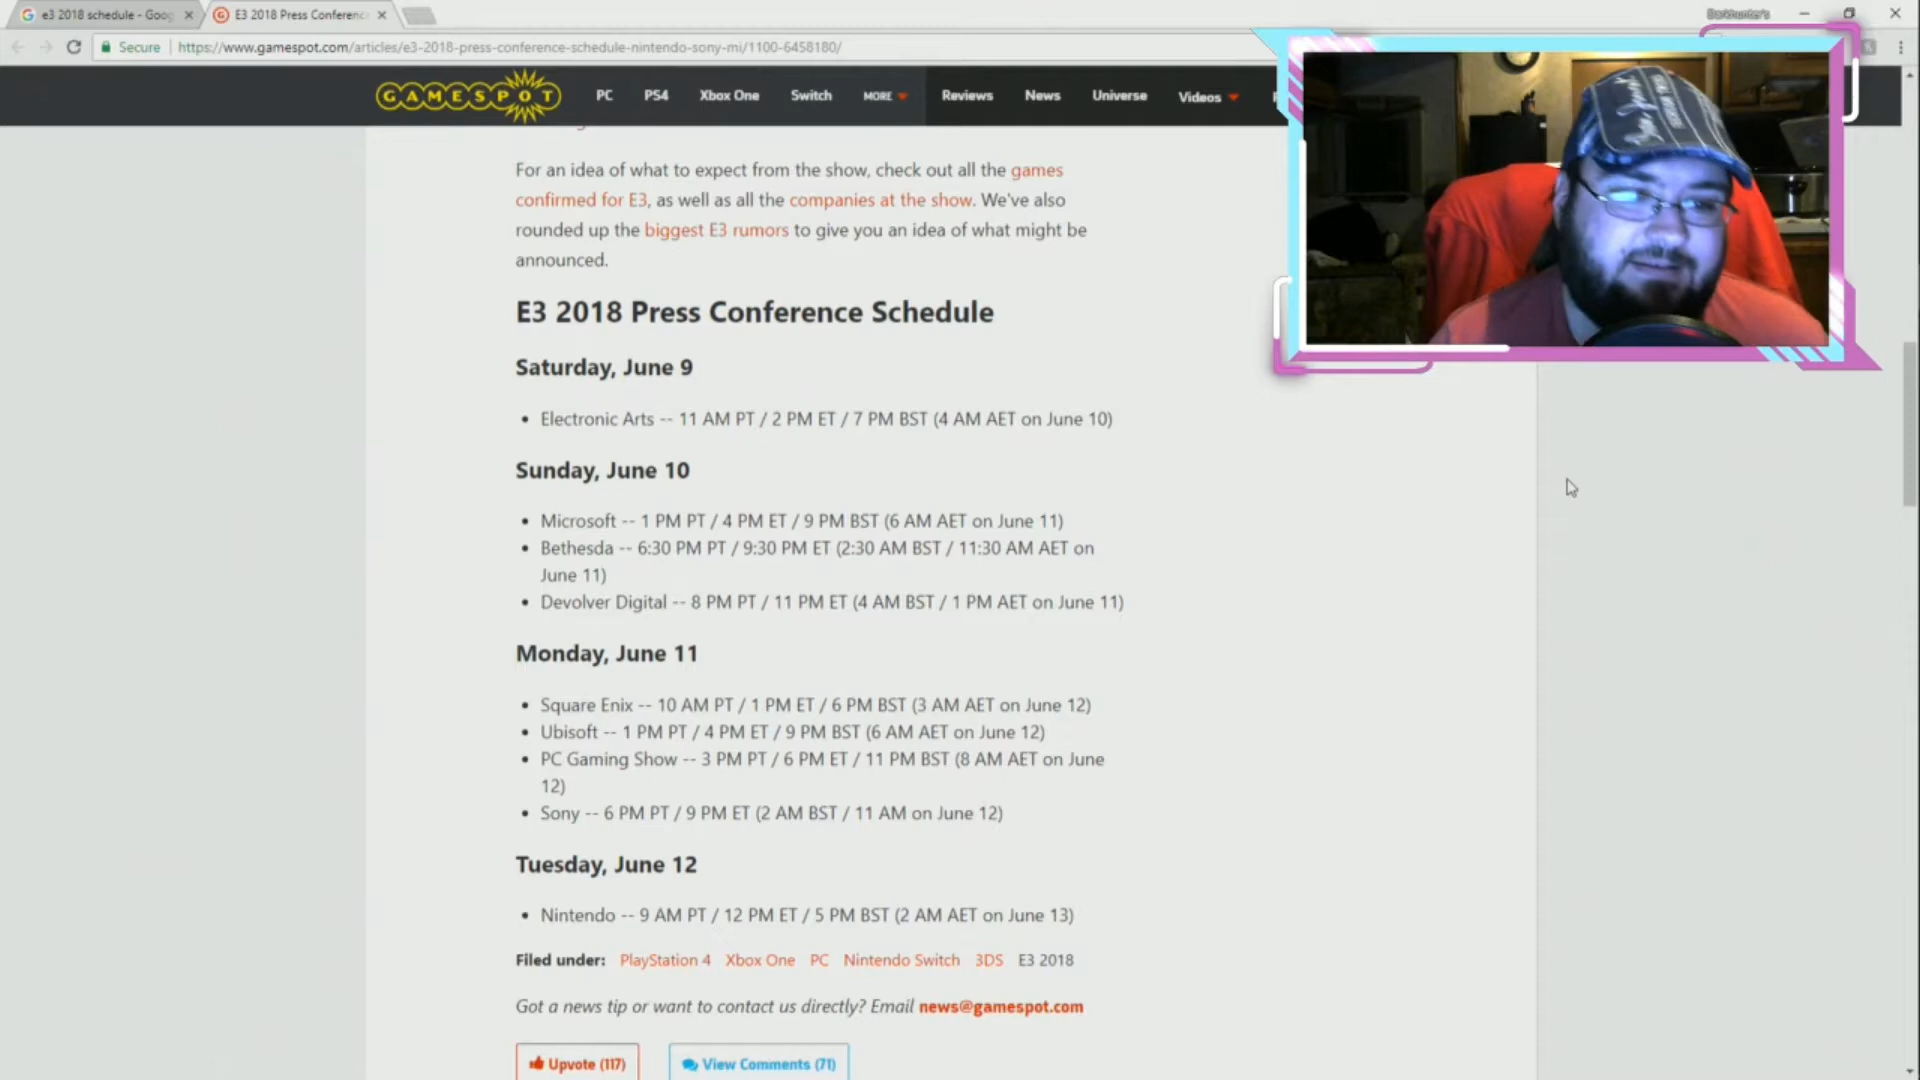 e3 2018 schedule - Goog
E3 2018 Press Conference
Darkhunter's
Secure
https://www.gamespot.com/articles/e3-2018-press-conference-schedule-nintendo-sony-mi/1100-6458180/
GAMESPOT
PC PS4 Xbox One Switch MORE Reviews News Universe Videos
For an idea of what to expect from the show, check out all the games
confirmed for E3, as well as all the companies at the show. We've also
rounded up the biggest E3 rumors to give you an idea of what might be
announced.
E3 2018 Press Conference Schedule
Saturday, June 9
• Electronic Arts -- 11 AM PT / 2 PM ET / 7 PM BST (4 AM AET on June 10)
Sunday, June 10
• Microsoft -- 1 PM PT / 4 PM ET / 9 PM BST (6 AM AET on June 11)
• Bethesda -- 6:30 PM PT / 9:30 PM ET (2:30 AM BST / 11:30 AM AET on
June 11)
• Devolver Digital -- 8 PM PT / 11 PM ET (4 AM BST / 1 PM AET on June 11)
Monday, June 11
• Square Enix -- 10 AM PT / 1 PM ET / 6 PM BST (3 AM AET on June 12)
• Ubisoft -- 1 PM PT / 4 PM ET / 9 PM BST (6 AM AET on June 12)
• PC Gaming Show -- 3 PM PT / 6 PM ET / 11 PM BST (8 AM AET on June
12)
• Sony -- 6 PM PT / 9 PM ET (2 AM BST / 11 AM on June 12)
Tuesday, June 12
• Nintendo -- 9 AM PT / 12 PM ET / 5 PM BST (2 AM AET on June 13)
Filed under: PlayStation 4 Xbox One PC Nintendo Switch 3DS E3 2018
Got a news tip or want to contact us directly? Email news@gamespot.com
Upvote (117)
View Comments (71)